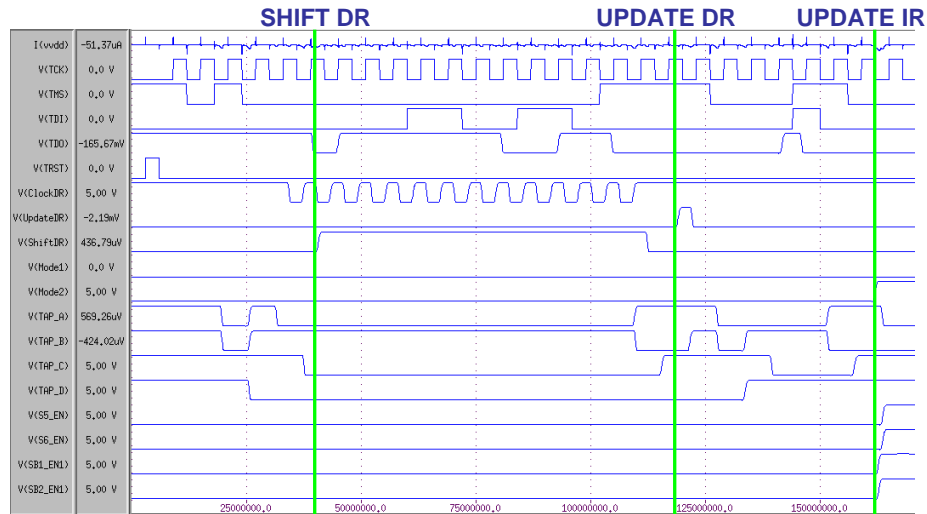 SHIFT DR UPDATE DR UPDATE IR
I(vvdd) -51.37uA
V(TCK) 0.0 V
V(TMS) 0.0 V
V(TDI) 0.0 V
V(TDO) -165.67mV
V(TRST) 0.0 V
V(ClockDR) 5.00 V
V(UpdateDR) -2.19mV
V(ShiftDR) 436.79uV
V(Mode1) 0.0 V
V(Mode2) 5.00 V
V(TAP_A) 569.26uV
V(TAP_B) -424.02uV
V(TAP_C) 5.00 V
V(TAP_D) 5.00 V
V(S5_EN) 5.00 V
V(S6_EN) 5.00 V
V(SB1_EN1) 5.00 V
V(SB2_EN1) 5.00 V
25000000.0 50000000.0 75000000.0 100000000.0 125000000.0 150000000.0